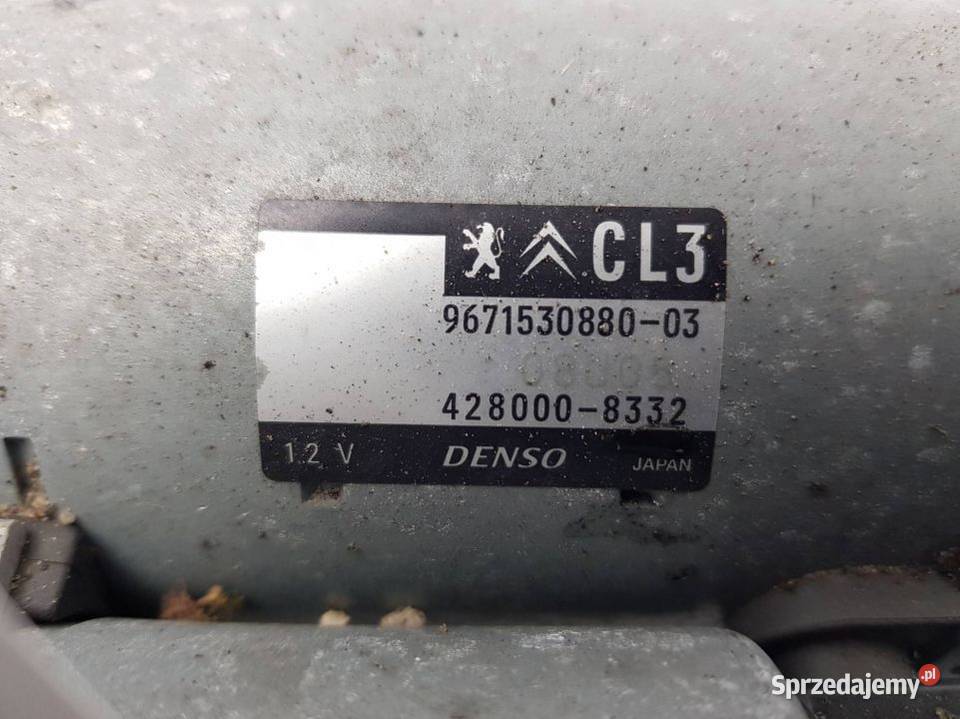 CL3
9671530880-03
428000-8332
12 V DENSO JAPAN
Sprzedajemy.pl